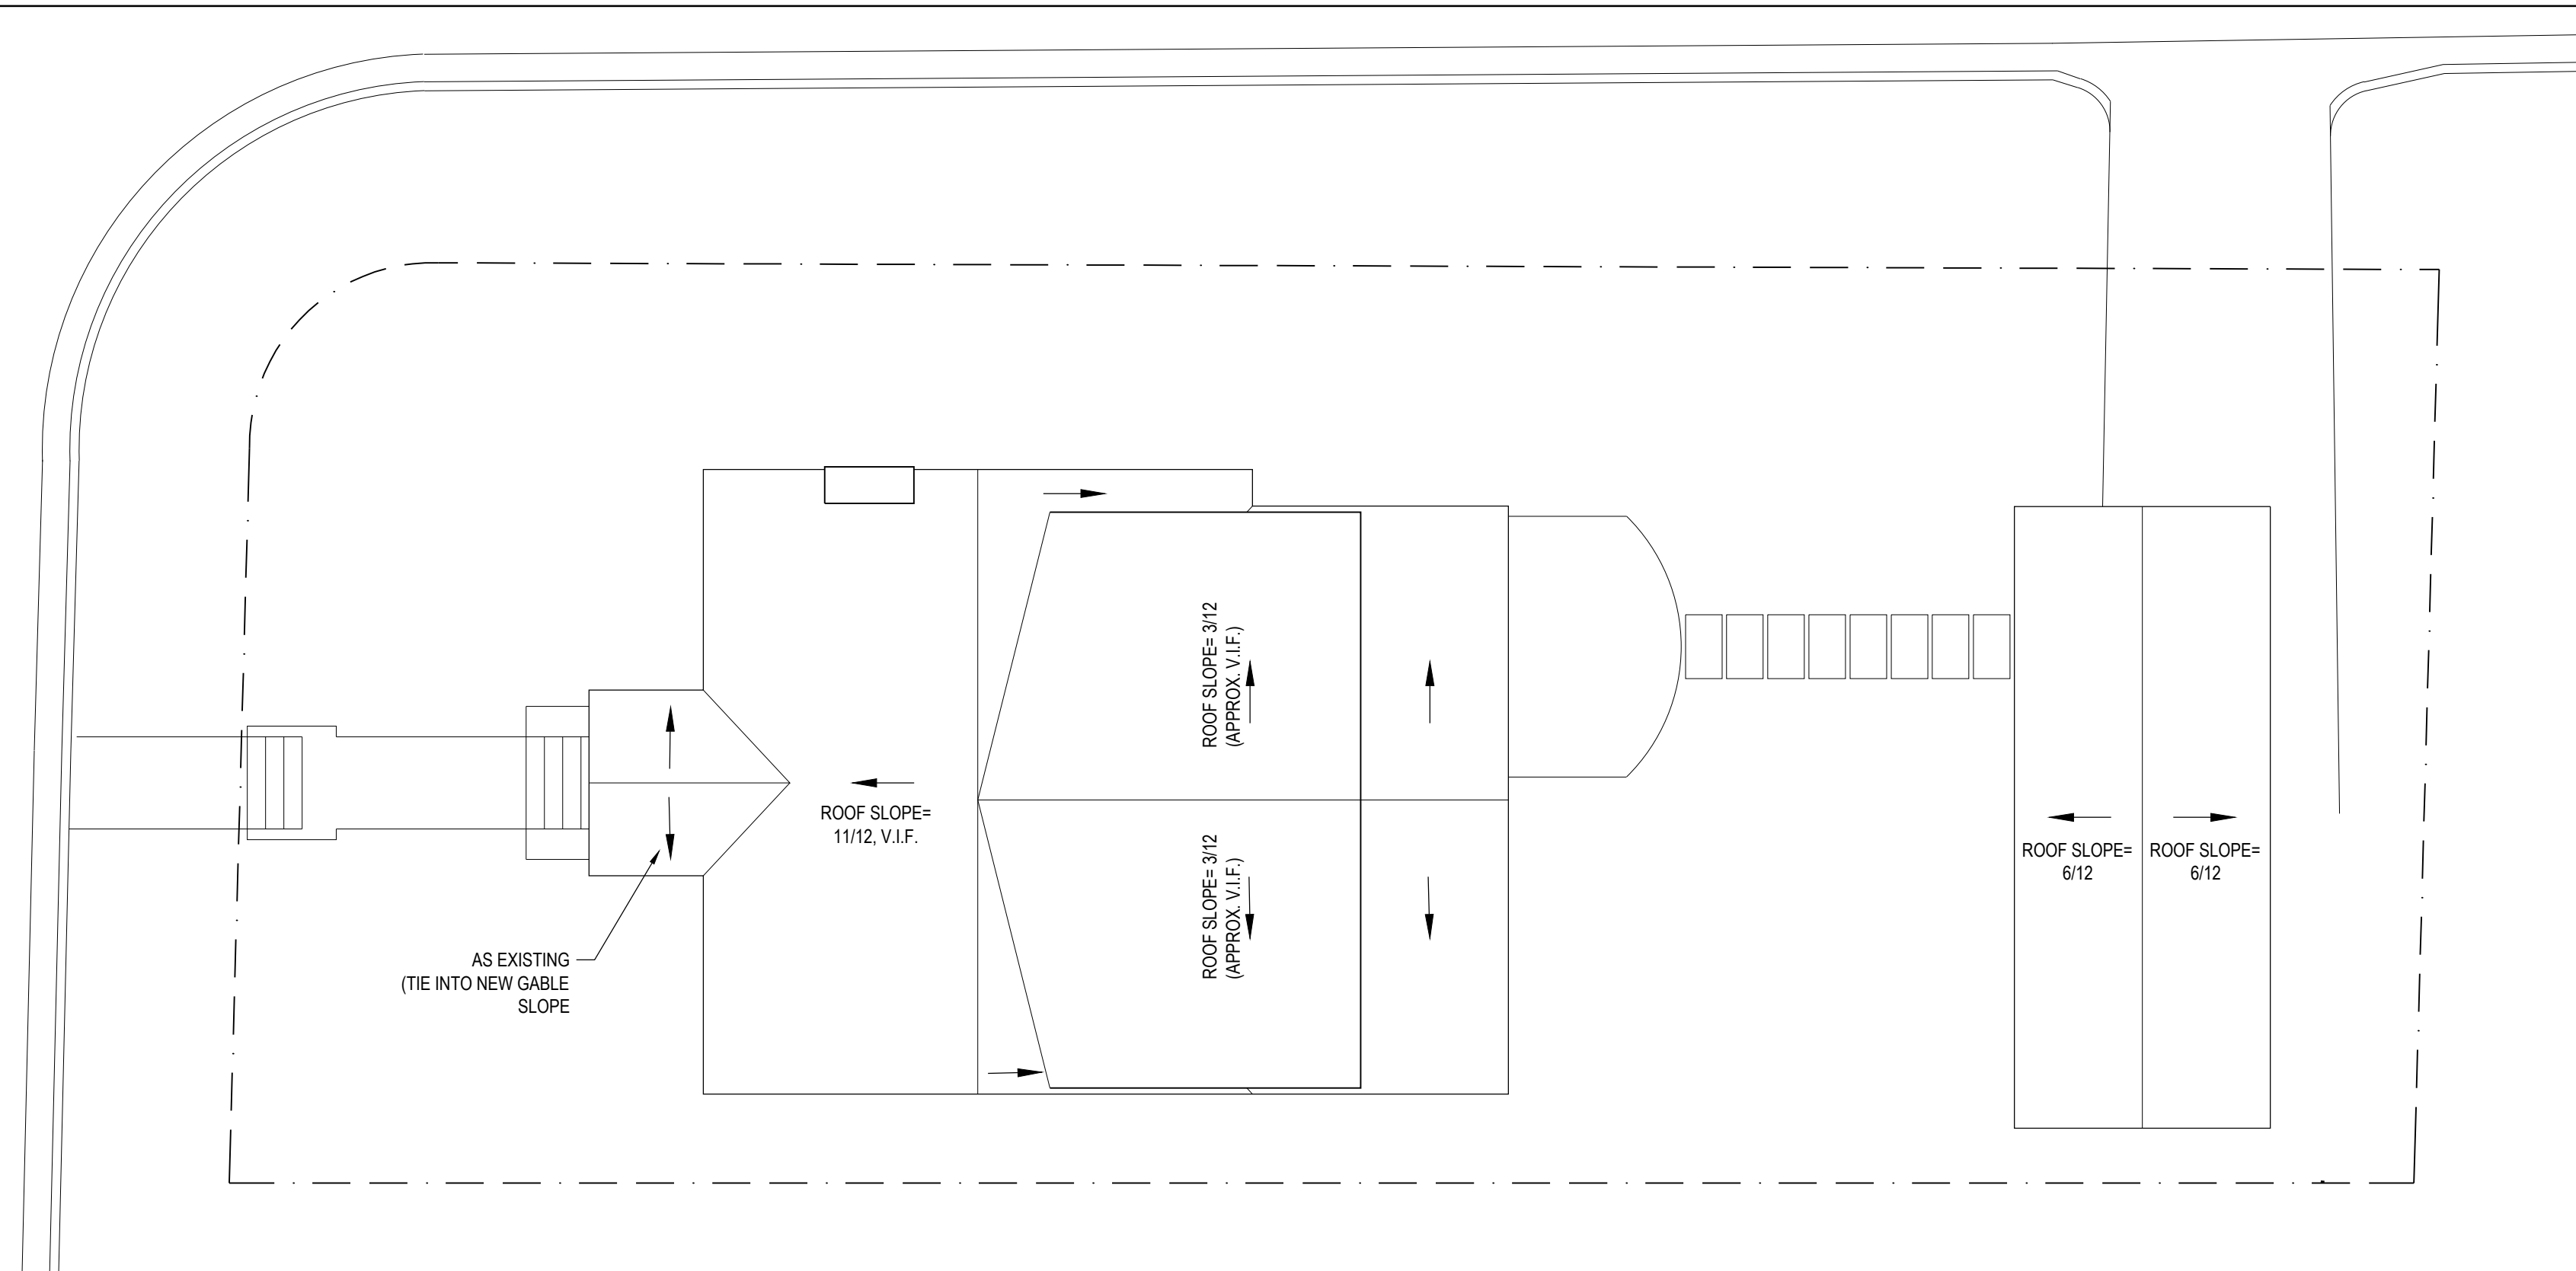 ROOF SLOPE= 3/12
(APPROX. V.I.F.)
ROOF SLOPE=
11/12, V.I.F.
ROOF SLOPE= 3/12
(APPROX. V.I.F.)
ROOF SLOPE=
6/12
ROOF SLOPE=
6/12
AS EXISTING
(TIE INTO NEW GABLE
SLOPE